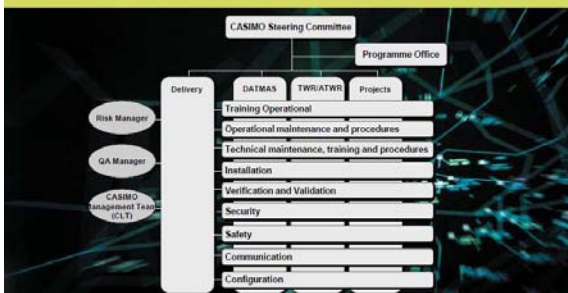 CASIMO Steering Committee
Programme Office
Delivery
DATMAS
TWR/ATWR
Projects
Risk Manager
QA Manager
CASIMO
Management Team
(CLT)
Training Operational
Operational maintenance and procedures
Technical maintenance, training and procedures
Installation
Verification and Validation
Security
Safety
Communication
Configuration